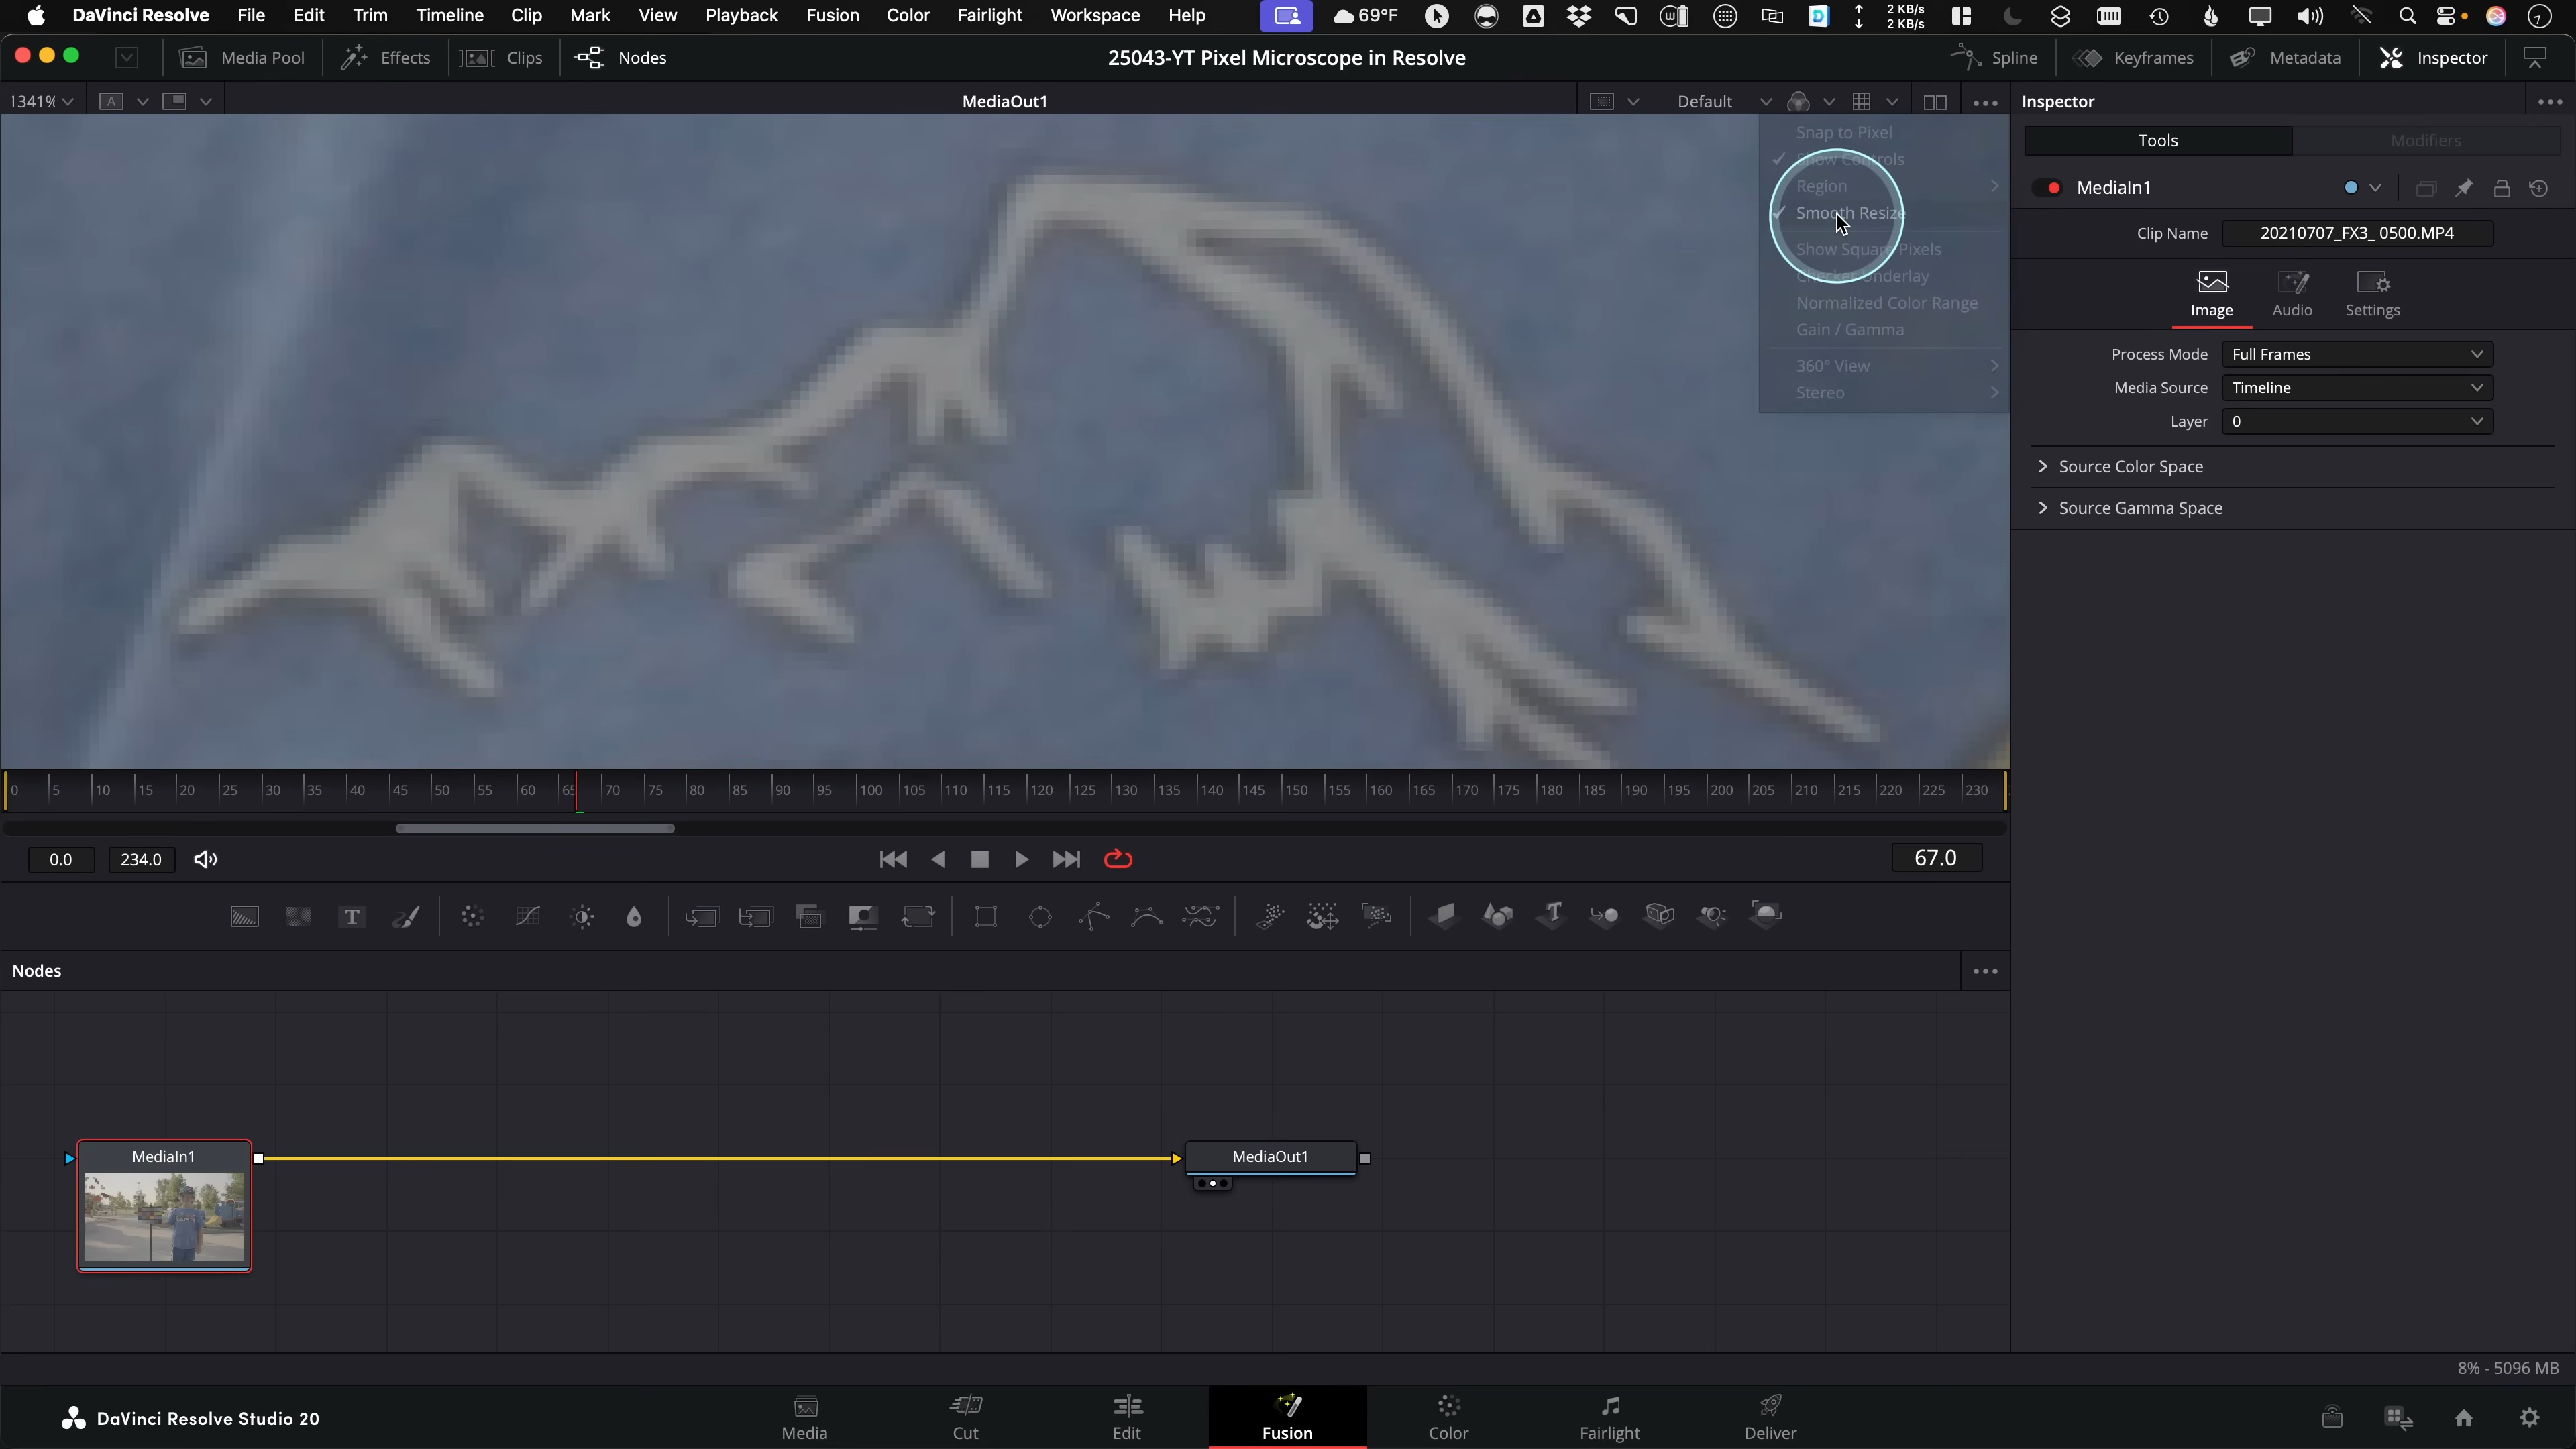 DaVinci Resolve File Edit Trim Timeline Clip Mark View Playback Fusion Color Fairlight Workspace Help 69°F 2 KB/s
2 KB/s
Media Pool Effects Clips Nodes 25043-YT Pixel Microscope in Resolve Spline Keyframes Metadata Inspector
1341% A MediaOut1 Default Inspector
Snap to Pixel
Show Controls
Region
Smooth Resize
Show Square Pixels
Checker Underlay
Normalized Color Range
Gain / Gamma
360° View
Stereo
Tools Modifiers
MediaIn1
Clip Name 20210707_FX3_ 0500.MP4
Image Audio Settings
Process Mode Full Frames
Media Source Timeline
Layer 0
Source Color Space
Source Gamma Space
0 5 10 15 20 25 30 35 40 45 50 55 60 65 70 75 80 85 90 95 100 105 110 115 120 125 130 135 140 145 150 155 160 165 170 175 180 185 190 195 200 205 210 215 220 225 230
0.0 234.0 67.0
T T
Nodes
MediaIn1 MediaOut1
8% - 5096 MB
DaVinci Resolve Studio 20 Media Cut Edit Fusion Color Fairlight Deliver